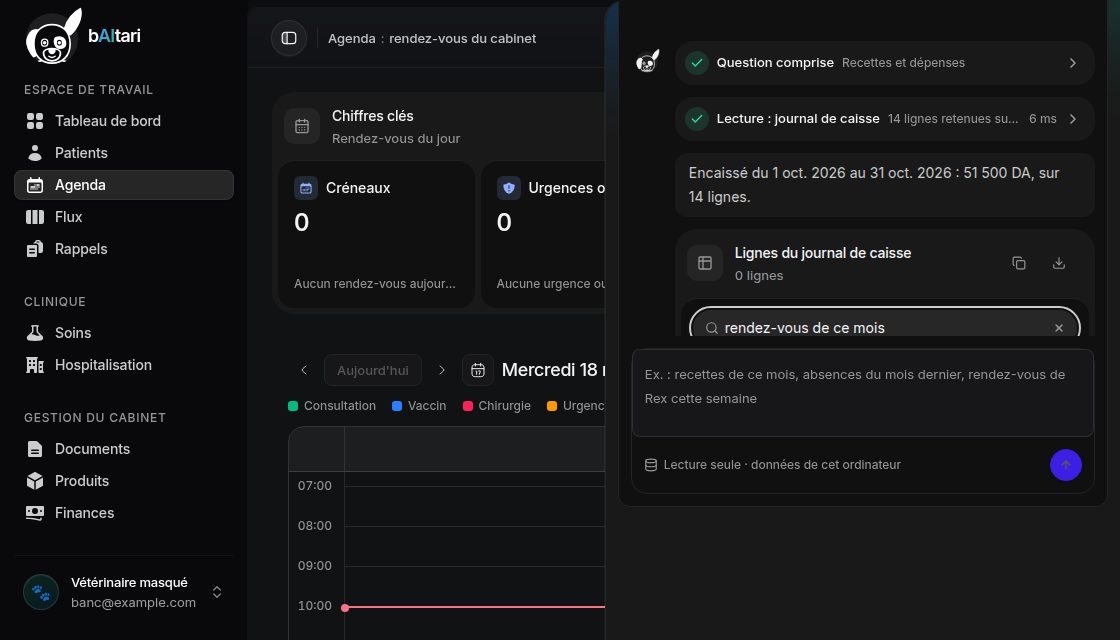 bAItari
ESPACE DE TRAVAIL
Tableau de bord
Patients
Agenda
Flux
Rappels
CLINIQUE
Soins
Hospitalisation
GESTION DU CABINET
Documents
Produits
Finances
Vétérinaire masqué
banc@example.com
Agenda : rendez-vous du cabinet
Chiffres clés
Rendez-vous du jour
Créneaux
0
Aucun rendez-vous aujour...
Urgences o
0
Aucune urgence ou
Aujourd'hui
17
Mercredi 18
Consultation
Vaccin
Chirurgie
Urgenc
07:00
08:00
09:00
10:00
Question comprise Recettes et dépenses
Lecture : journal de caisse 14 lignes retenues su... 6 ms
Encaissé du 1 oct. 2026 au 31 oct. 2026 : 51 500 DA, sur
14 lignes.
Lignes du journal de caisse
0 lignes
rendez-vous de ce mois
Ex. : recettes de ce mois, absences du mois dernier, rendez-vous de
Rex cette semaine
Lecture seule · données de cet ordinateur